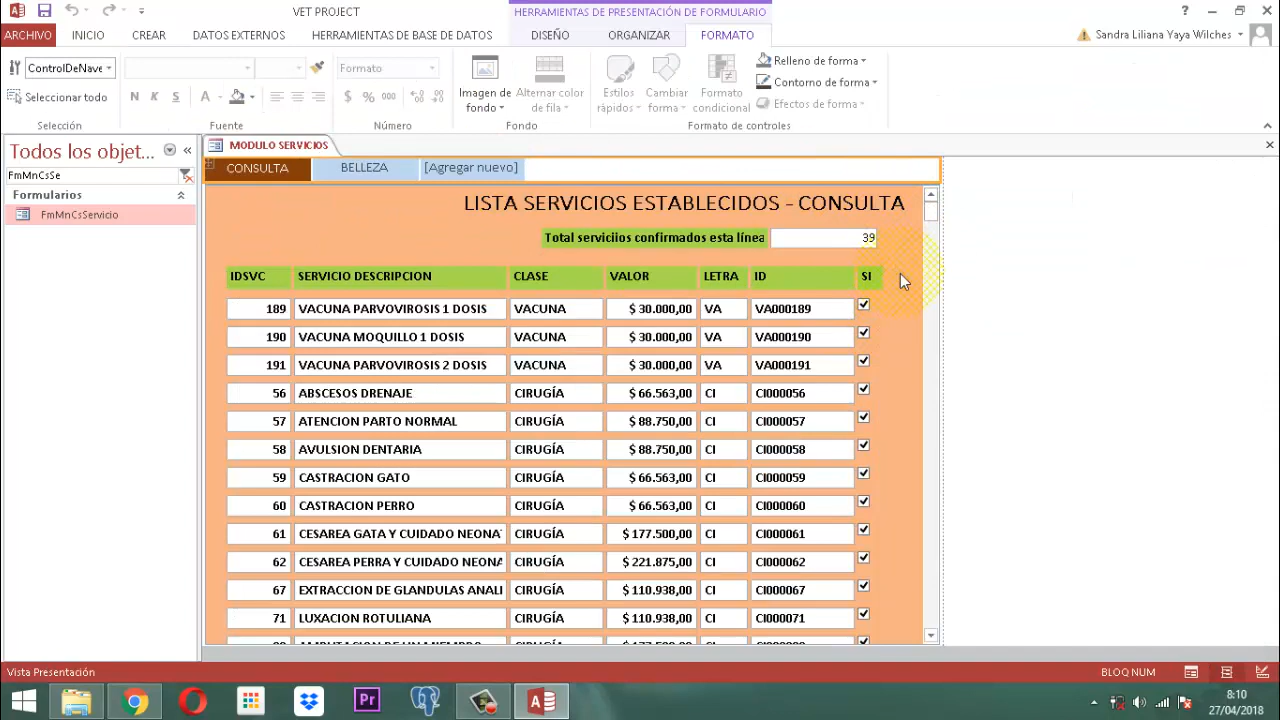 VET PROJECT
HERRAMIENTAS DE PRESENTACIÓN DE FORMULARIO
ARCHIVO INICIO CREAR DATOS EXTERNOS HERRAMIENTAS DE BASE DE DATOS DISEÑO ORGANIZAR FORMATO
Sandra Liliana Yaya Wilches
ControlDeNave
Seleccionar todo
Selección
N K S A
Fuente
Formato
$ % 000
Número
Imagen de
fondo
Alternar color
de fila
Fondo
Estilos
rápidos
Cambiar
forma
Formato
condicional
Relleno de forma
Contorno de forma
Efectos de forma
Formato de controles
Todos los objet...
FmMnCsSe
Formularios
FmMnCsServicio
MODULO SERVICIOS
CONSULTA BELLEZA [Agregar nuevo]
LISTA SERVICIOS ESTABLECIDOS - CONSULTA
Total serviciios confirmados esta línea 39
IDSVC SERVICIO DESCRIPCION CLASE VALOR LETRA ID SI
189 VACUNA PARVOVIROSIS 1 DOSIS VACUNA $ 30.000,00 VA VA000189
190 VACUNA MOQUILLO 1 DOSIS VACUNA $ 30.000,00 VA VA000190
191 VACUNA PARVOVIROSIS 2 DOSIS VACUNA $ 30.000,00 VA VA000191
56 ABSCESOS DRENAJE CIRUGÍA $ 66.563,00 CI CI000056
57 ATENCION PARTO NORMAL CIRUGÍA $ 88.750,00 CI CI000057
58 AVULSION DENTARIA CIRUGÍA $ 88.750,00 CI CI000058
59 CASTRACION GATO CIRUGÍA $ 66.563,00 CI CI000059
60 CASTRACION PERRO CIRUGÍA $ 66.563,00 CI CI000060
61 CESAREA GATA Y CUIDADO NEONA CIRUGÍA $ 177.500,00 CI CI000061
62 CESAREA PERRA Y CUIDADO NEONA CIRUGÍA $ 221.875,00 CI CI000062
67 EXTRACCION DE GLANDULAS ANALI CIRUGÍA $ 110.938,00 CI CI000067
71 LUXACION ROTULIANA CIRUGÍA $ 110.938,00 CI CI000071
Vista Presentación
BLOQ NUM
Pr
8:10
27/04/2018